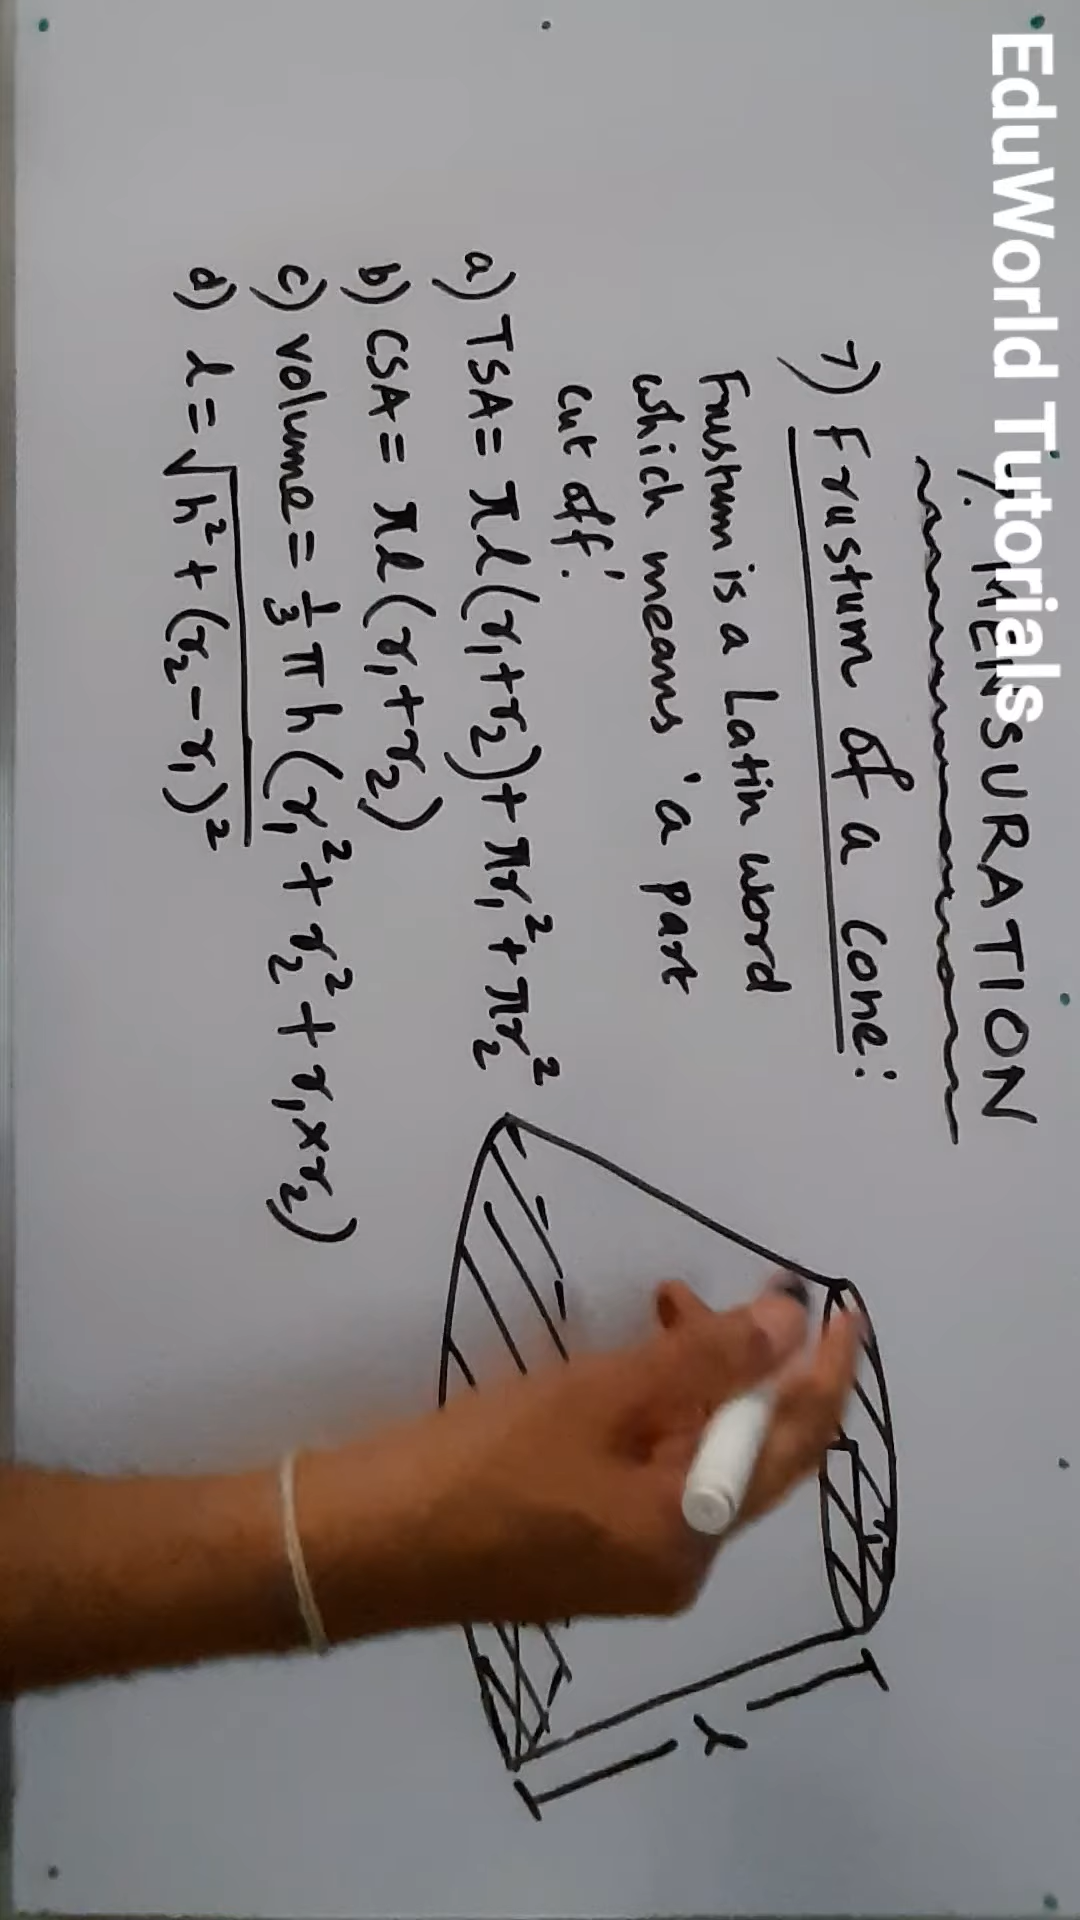 EduWorld Tutorials
7. MENSURATION
7) Frustum of a Cone:
Frustum is a Latin word
which means 'a part
cut off'.
a) TSA = πl(r₁+r₂)+πr₁²+πr₂²
b) CSA = πl(r₁+r₂)
c) Volume = 1/3 πh(r₁²+r₂²+r₁×r₂)
d) l = √h²+(r₂-r₁)²
l